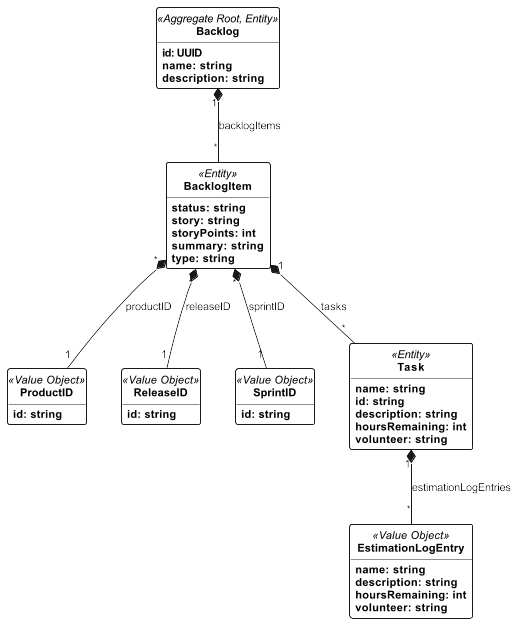 «Aggregate Root, Entity»
Backlog
id: UUID
name: string
description: string
1
backlogItems
*
«Entity»
BacklogItem
status: string
story: string
storyPoints: int
summary: string
type: string
* * * 1
productID releaseID sprintID tasks
*
1 1 1
«Value Object» «Value Object» «Value Object»
ProductID ReleaseID SprintID
id: string id: string id: string
«Entity»
Task
name: string
id: string
description: string
hoursRemaining: int
volunteer: string
1
estimationLogEntries
*
«Value Object»
EstimationLogEntry
name: string
description: string
hoursRemaining: int
volunteer: string